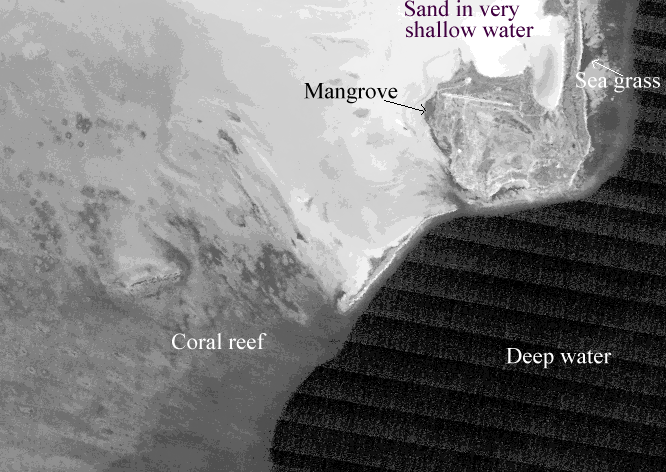 Sand in very
shallow water
Sea grass
Mangrove
Coral reef
Deep water